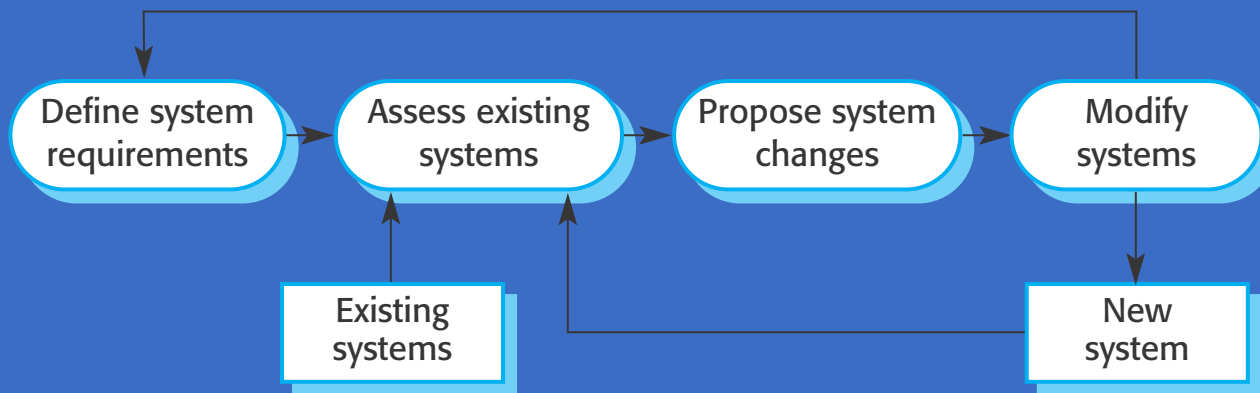 Define system
requirements
Assess existing
systems
Propose system
changes
Modify
systems
Existing
systems
New
system